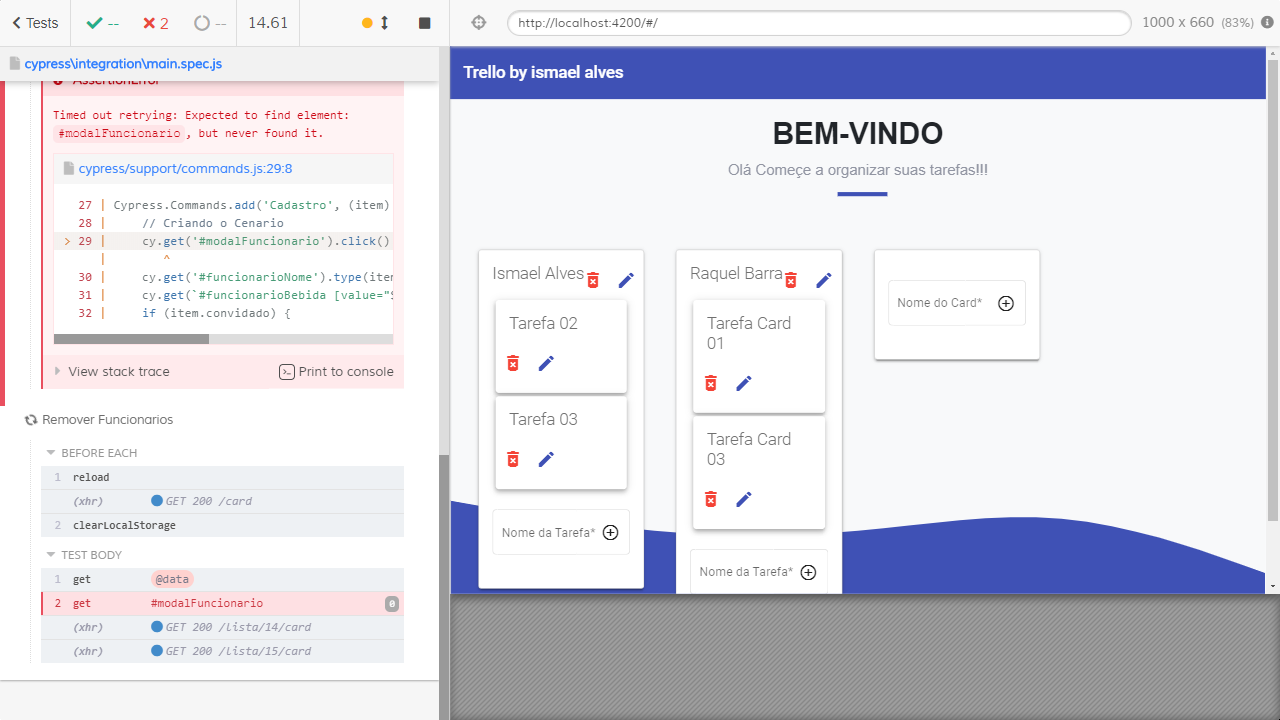 Tests
--
2
--
14.61
http://localhost:4200/#/
1000 x 660 (83%)
cypress\integration\main.spec.js
AssertionError
Timed out retrying: Expected to find element:
#modalFuncionario, but never found it.
cypress/support/commands.js:29:8
27 | Cypress.Commands.add('Cadastro', (item)
28 | // Criando o Cenario
> 29 | cy.get('#modalFuncionario').click()
| ^
30 | cy.get('#funcionarioNome').type(item
31 | cy.get(`#funcionarioBebida [value="$
32 | if (item.convidado) {
View stack trace
Print to console
Remover Funcionarios
BEFORE EACH
1 reload
(xhr) GET 200 /card
2 clearLocalStorage
TEST BODY
1 get @data
2 get #modalFuncionario 0
(xhr) GET 200 /lista/14/card
(xhr) GET 200 /lista/15/card
Trello by ismael alves
BEM-VINDO
Olá Começe a organizar suas tarefas!!!
Ismael Alves
Tarefa 02
Tarefa 03
Nome da Tarefa*
Raquel Barra
Tarefa Card
01
Tarefa Card
03
Nome da Tarefa*
Nome do Card*